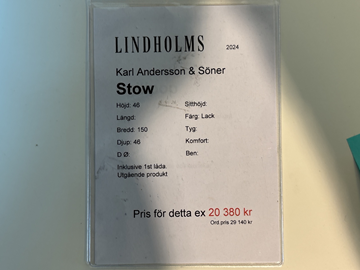 LINDHOLMS 2024
Karl Andersson & Söner
Stow
Höjd: 46 Sitthöjd:
Längd: Färg: Lack
Bredd: 150 Tyg:
Djup: 46 Komfort:
D Ø: Ben:
Inklusive 1st låda
Utgående produkt
Pris för detta ex 20 380 kr
Ord pris 29 140 kr